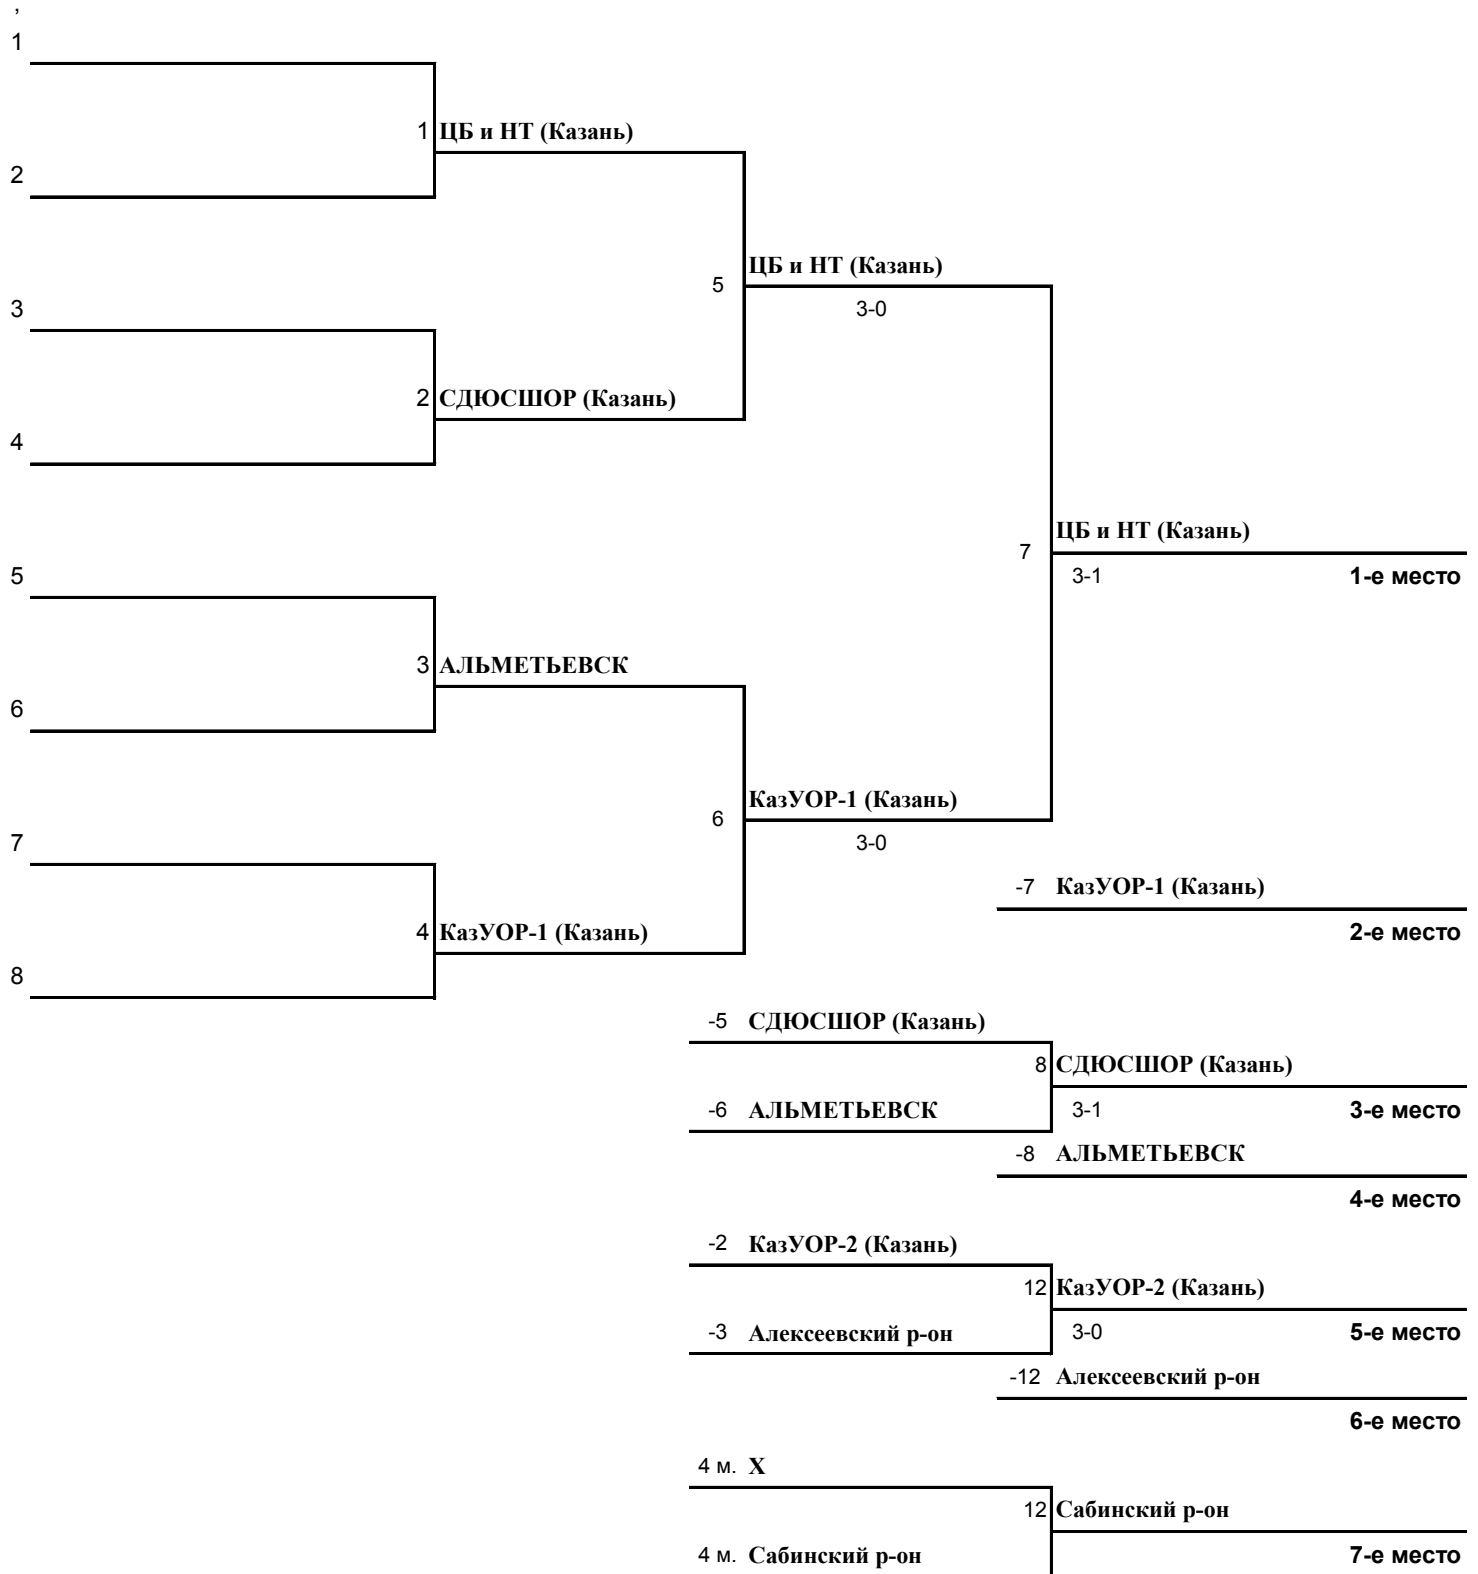 ,
1
1 ЦБ и НТ (Казань)
2
5 ЦБ и НТ (Казань)
3
3-0
2 СДЮСШОР (Казань)
4
7 ЦБ и НТ (Казань)
5
3-1 1-е место
3 АЛЬМЕТЬЕВСК
6
6 КазУОР-1 (Казань)
7
3-0
-7 КазУОР-1 (Казань)
4 КазУОР-1 (Казань)
2-е место
8
-5 СДЮСШОР (Казань)
8 СДЮСШОР (Казань)
-6 АЛЬМЕТЬЕВСК
3-1 3-е место
-8 АЛЬМЕТЬЕВСК
4-е место
-2 КазУОР-2 (Казань)
12 КазУОР-2 (Казань)
-3 Алексеевский р-он
3-0 5-е место
-12 Алексеевский р-он
6-е место
4 м. Х
12 Сабинский р-он
4 м. Сабинский р-он
7-е место